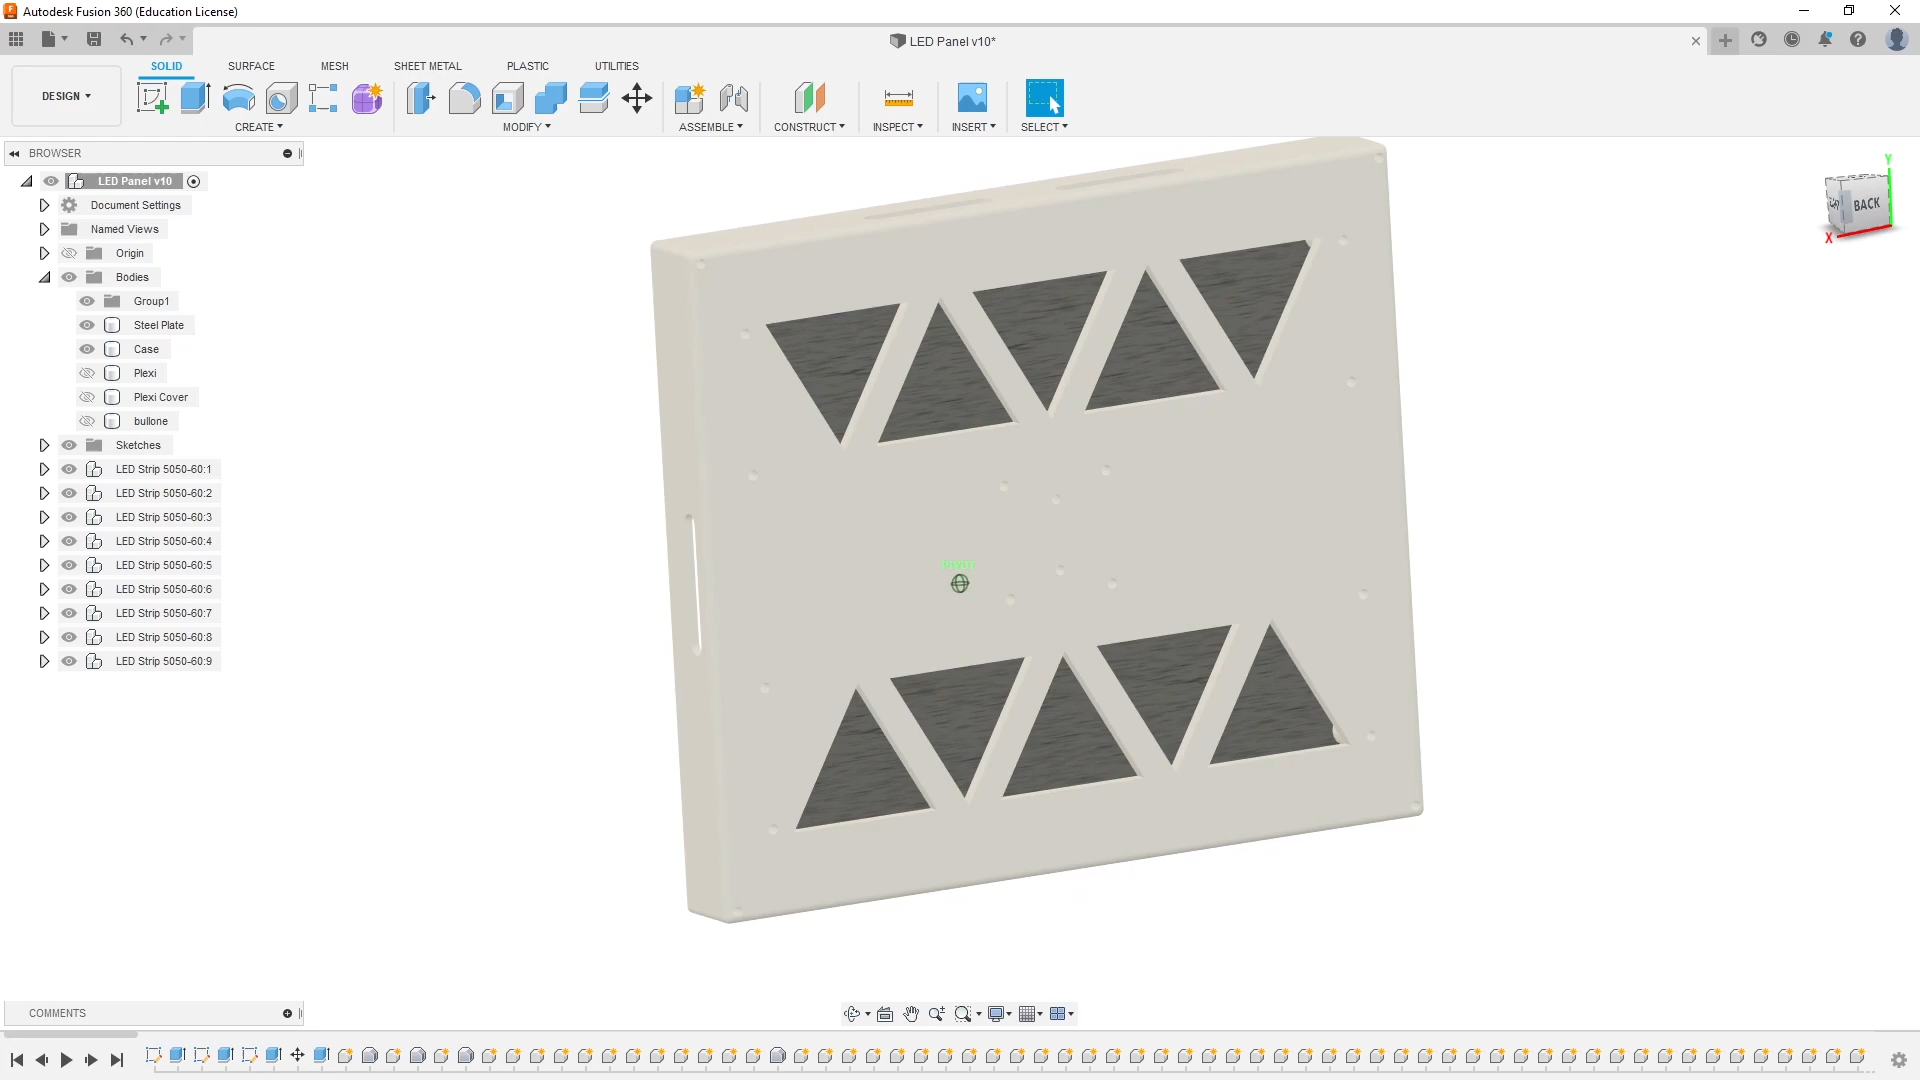 Autodesk Fusion 360 (Education License)
LED Panel v10*
SOLID
SURFACE
MESH
SHEET METAL
PLASTIC
UTILITIES
DESIGN
CREATE
MODIFY
ASSEMBLE
CONSTRUCT
INSPECT
INSERT
SELECT
BROWSER
LED Panel v10
Document Settings
Named Views
Origin
Bodies
Group1
Steel Plate
Case
Plexi
Plexi Cover
bullone
Sketches
LED Strip 5050-60:1
LED Strip 5050-60:2
LED Strip 5050-60:3
LED Strip 5050-60:4
LED Strip 5050-60:5
LED Strip 5050-60:6
LED Strip 5050-60:7
LED Strip 5050-60:8
LED Strip 5050-60:9
Y
BACK
X
COMMENTS